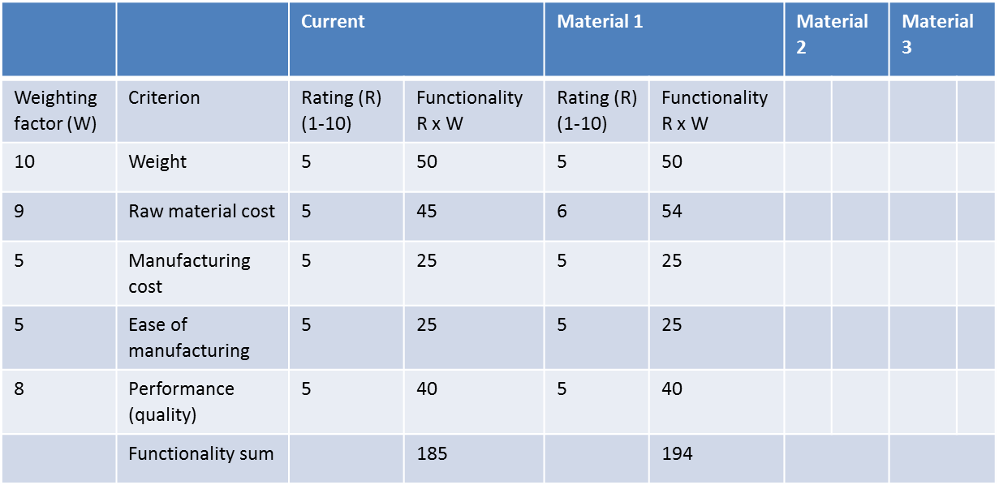 Current Material 1 Material Material
2 3
Weighting Criterion Rating (R) Functionality Rating (R) Functionality
factor (W) (1-10) R x W (1-10) R x W
10 Weight 5 50 5 50
9 Raw material cost 5 45 6 54
5 Manufacturing 5 25 5 25
cost
5 Ease of 5 25 5 25
manufacturing
8 Performance 5 40 5 40
(quality)
Functionality sum 185 194